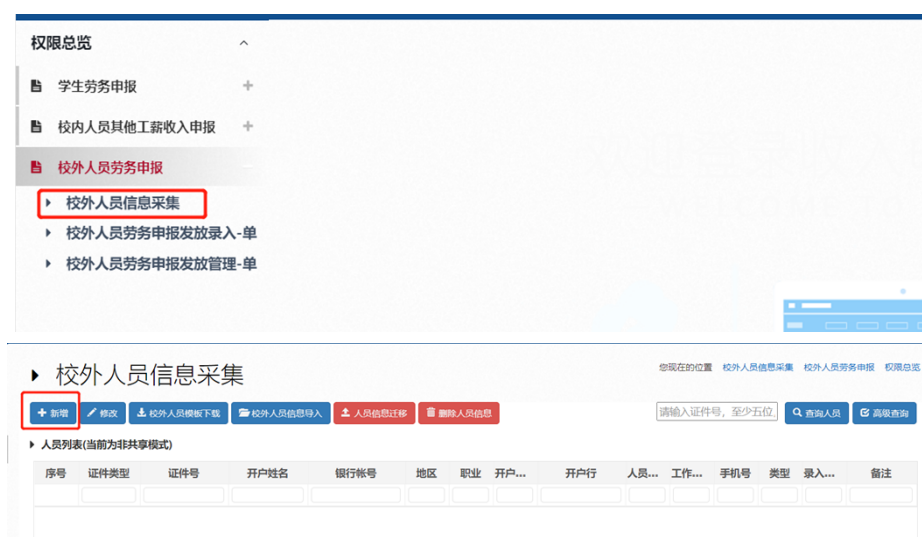 权限总览
学生劳务申报
校内人员其他工薪收入申报
校外人员劳务申报
校外人员信息采集
校外人员劳务申报发放录入-单
校外人员劳务申报发放管理-单
校外人员信息采集
您现在的位置 校外人员信息采集 校外人员劳务申报 权限总览
新增 修改 校外人员模板下载 校外人员信息导入 人员信息迁移 删除人员信息 请输入证件号，至少五位 查询人员 高级查询
人员列表(当前为非共享模式)
序号 证件类型 证件号 开户姓名 银行帐号 地区 职业 开户... 开户行 人员... 工作... 手机号 类型 录入... 备注